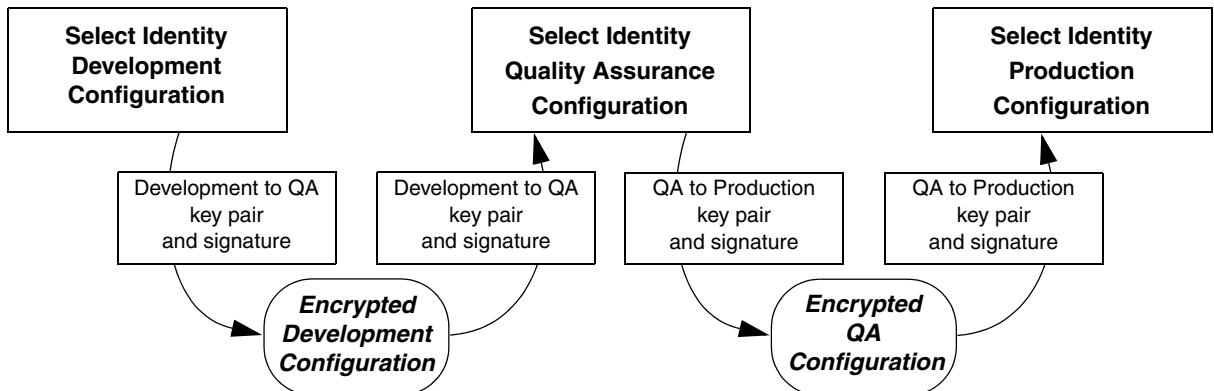 Select Identity
Development
Configuration
Select Identity
Quality Assurance
Configuration
Select Identity
Production
Configuration
Development to QA
key pair
and signature
Development to QA
key pair
and signature
QA to Production
key pair
and signature
QA to Production
key pair
and signature
Encrypted
Development
Configuration
Encrypted
QA
Configuration